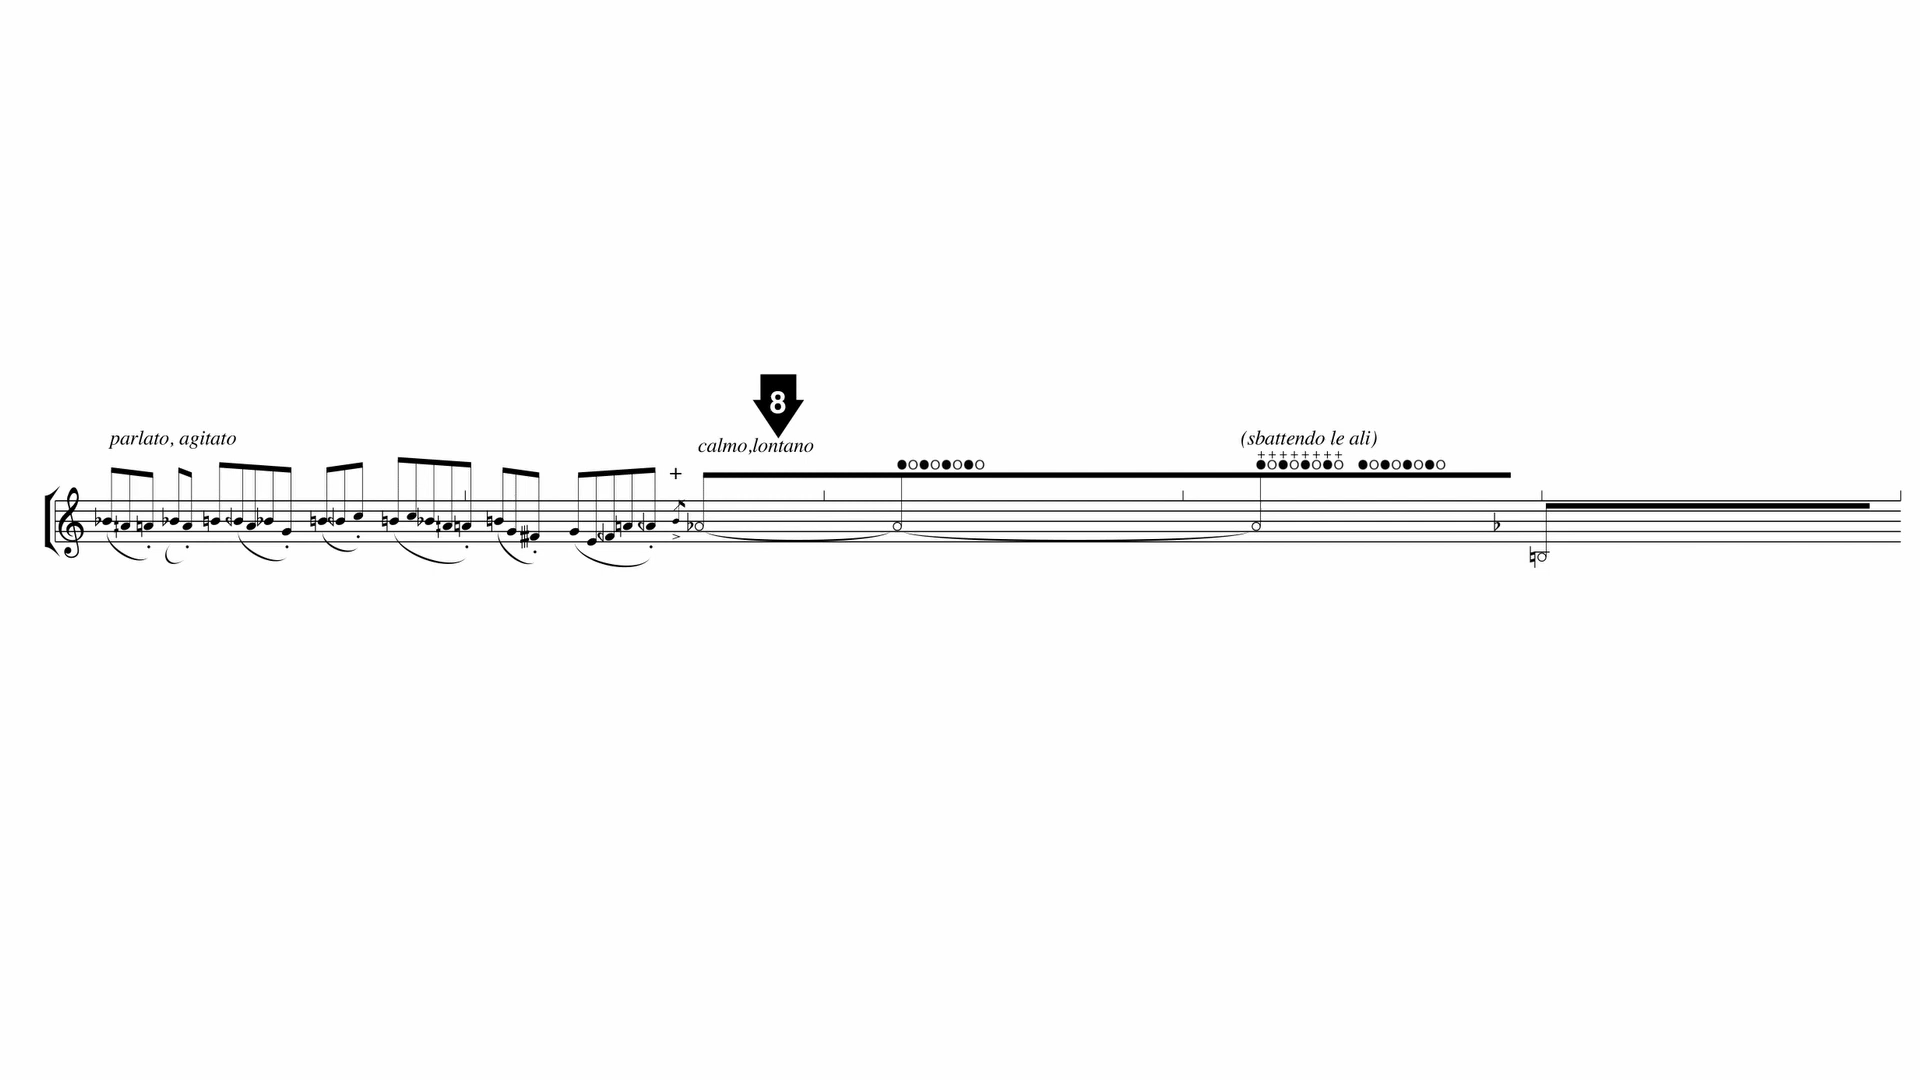 parlato, agitato
8
calmo,lontano
(sbattendo le ali)